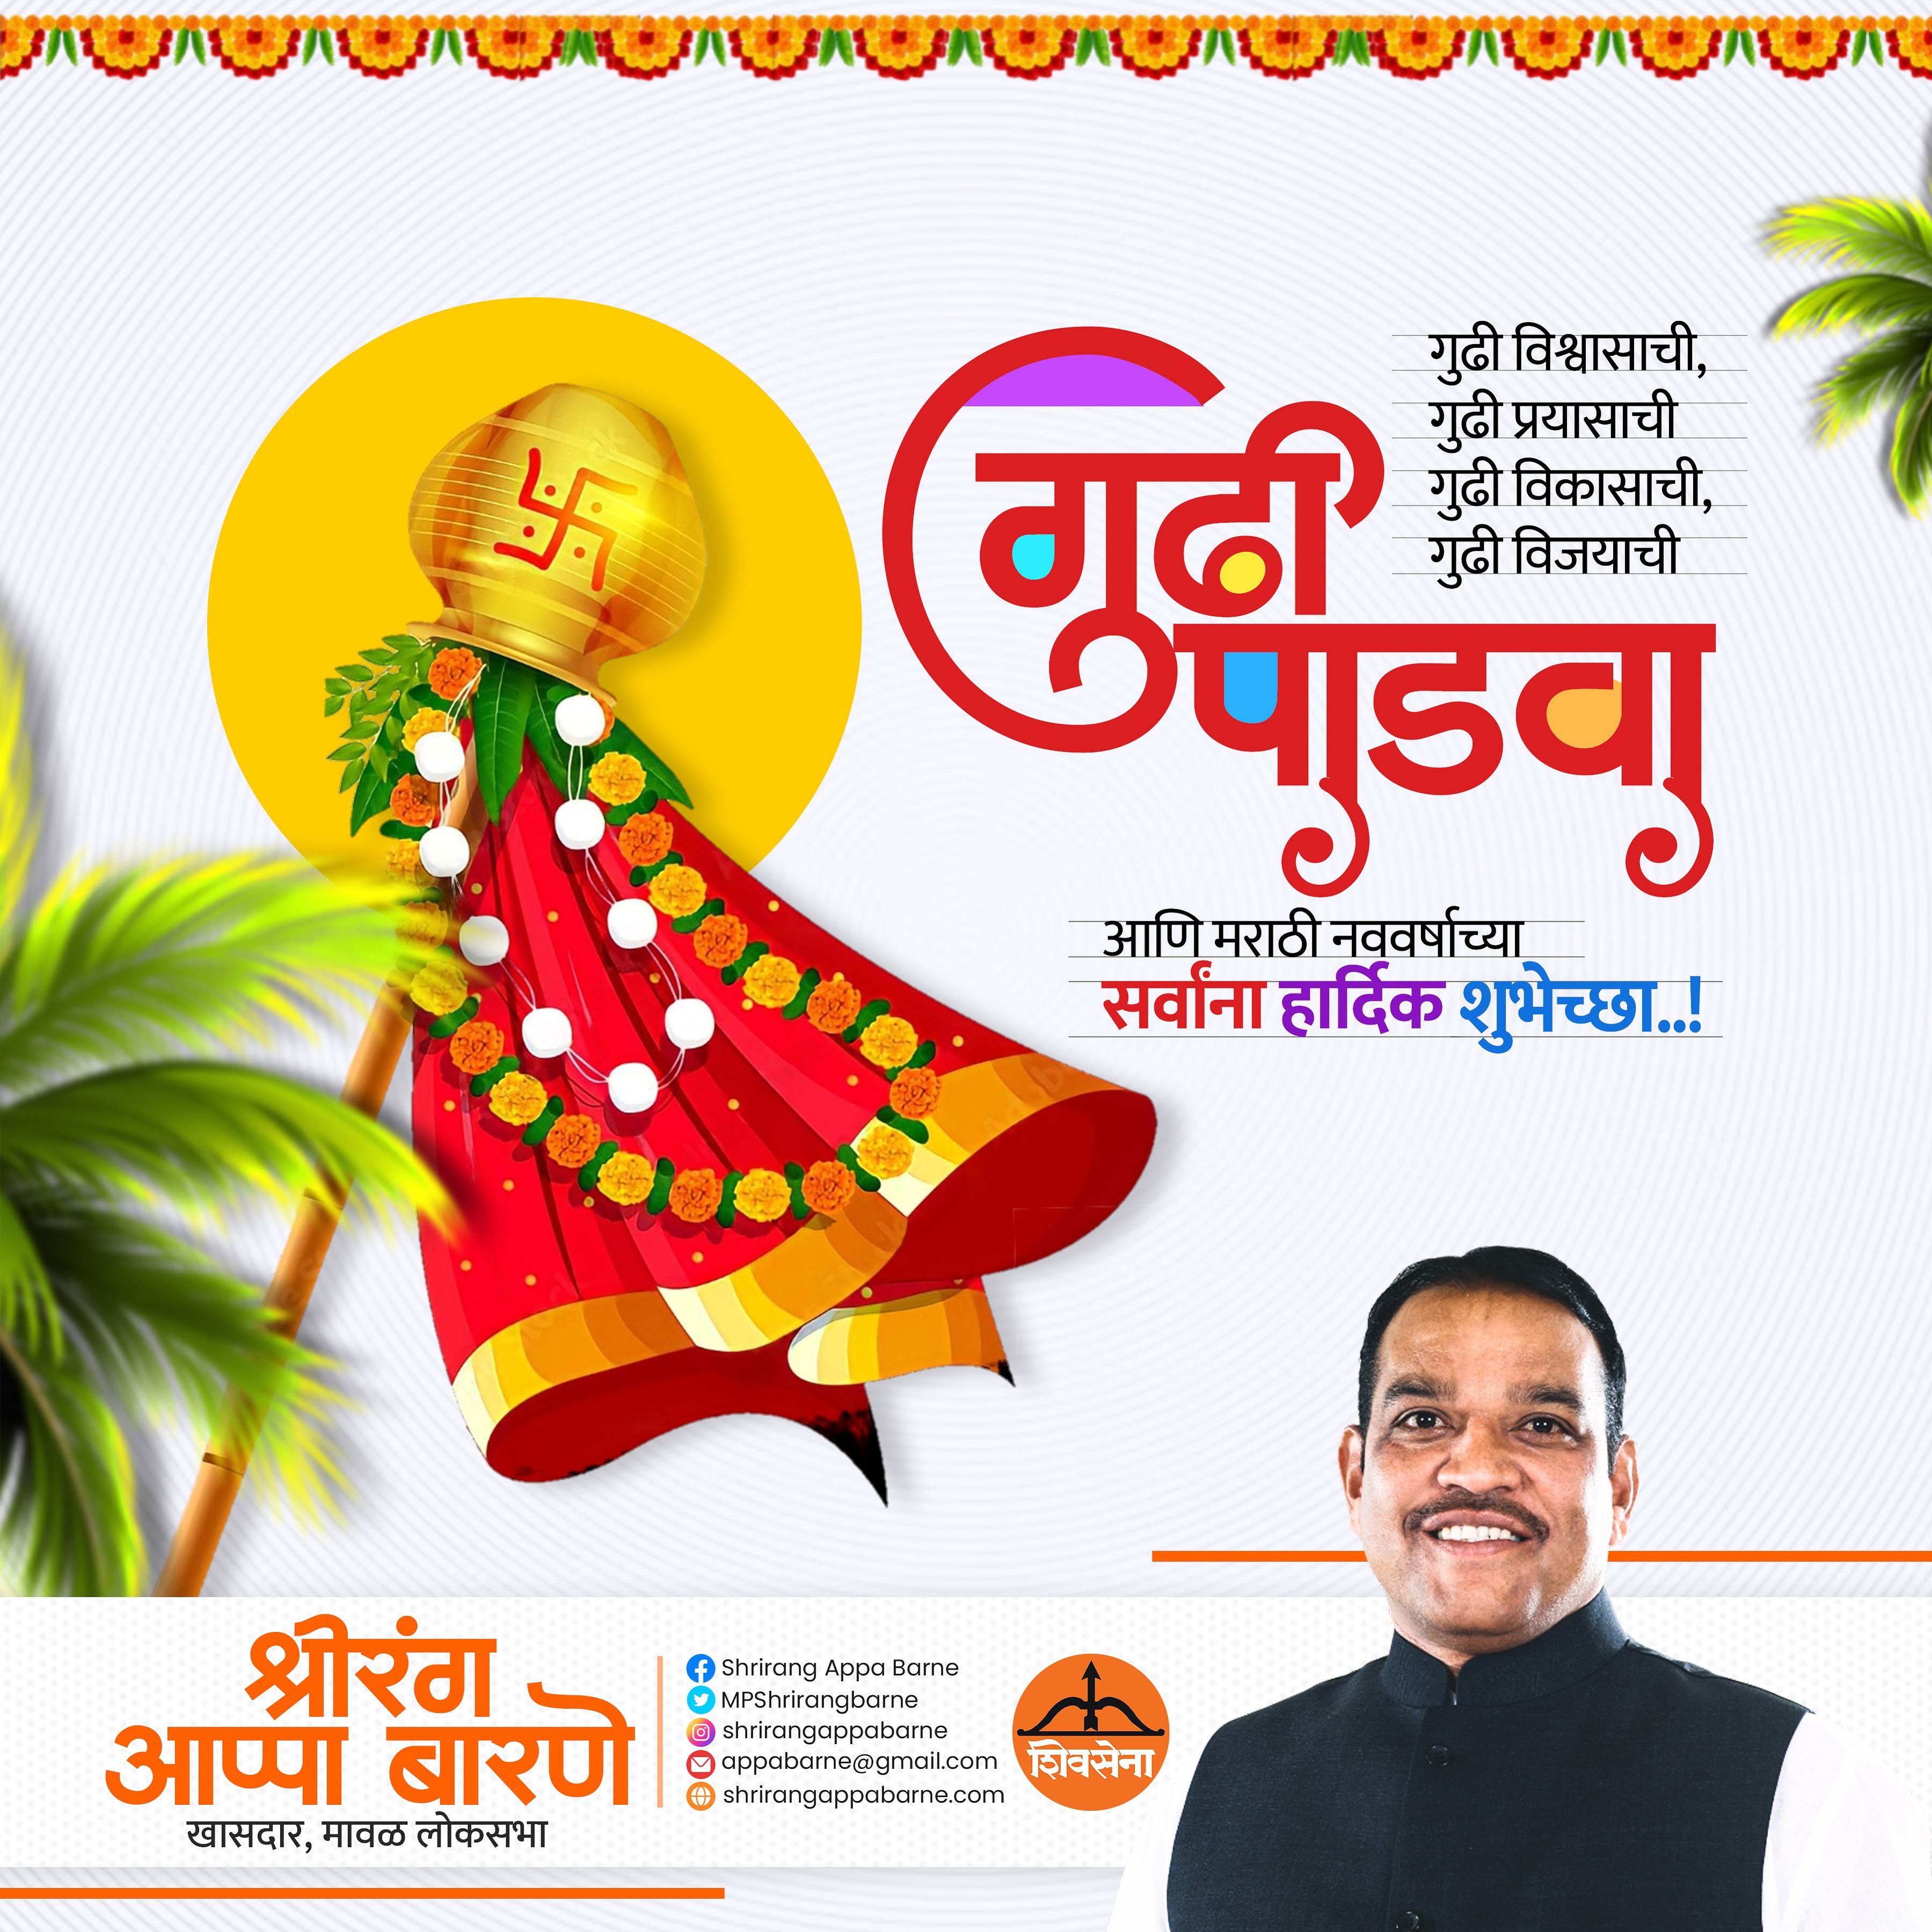 गुढी विश्वासाची,
गुढी प्रयासाची
गुढी विकासाची,
गुढी विजयाची
गुढी
पाडवा
आणि मराठी नववर्षाच्या
सर्वांना हार्दिक शुभेच्छा..!
श्रीरंग
आप्पा बारणे
खासदार, मावळ लोकसभा
Shrirang Appa Barne
MPShrirangbarne
shrirangappabarne
appabarne@gmail.com
shrirangappabarne.com
शिवसेना